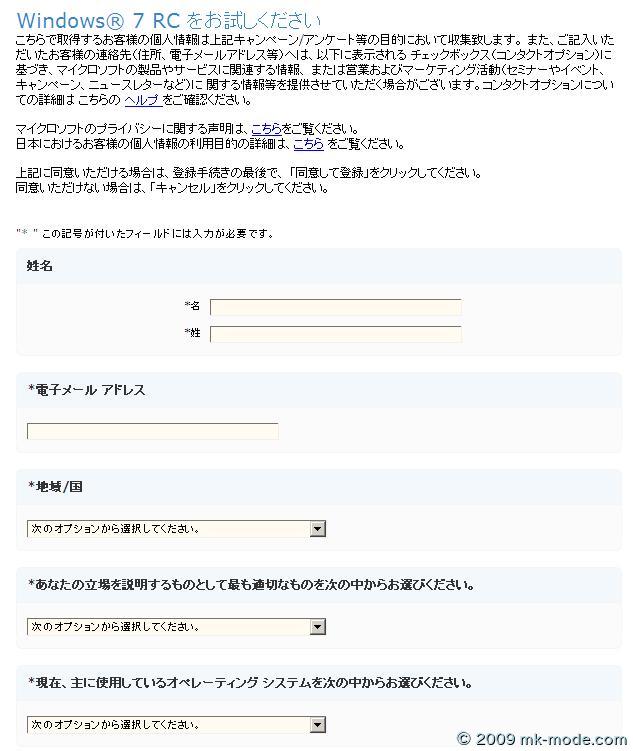 Windows® 7 RC をお試しください
こちらで取得するお客様の個人情報は上記キャンペーン/アンケート等の目的において収集致します。また、ご記入いた
だいたお客様の連絡先(住所、電子メールアドレス等)へは、以下に表示される チェックボックス(コンタクトオプション)に
基づき、マイクロソフトの製品やサービスに関連する情報、または営業およびマーケティング活動(セミナーやイベント、
キャンペーン、ニュースレターなど)に 関する情報等を提供させていただく場合がございます。コンタクトオプションについ
ての詳細は こちらの ヘルプ をご確認ください。
マイクロソフトのプライバシーに関する声明は、こちらをご覧ください。
日本におけるお客様の個人情報の利用目的の詳細は、こちら をご覧ください。
上記に同意いただける場合は、登録手続きの最後で、「同意して登録」をクリックしてください。
同意いただけない場合は、「キャンセル」をクリックしてください。
"* " この記号が付いたフィールドには入力が必要です。
姓名
*名
*姓
*電子メール アドレス
*地域/国
次のオプションから選択してください。
*あなたの立場を説明するものとして最も適切なものを次の中からお選びください。
次のオプションから選択してください。
*現在、主に使用しているオペレーティング システムを次の中からお選びください。
次のオプションから選択してください。
© 2009 mk-mode.com